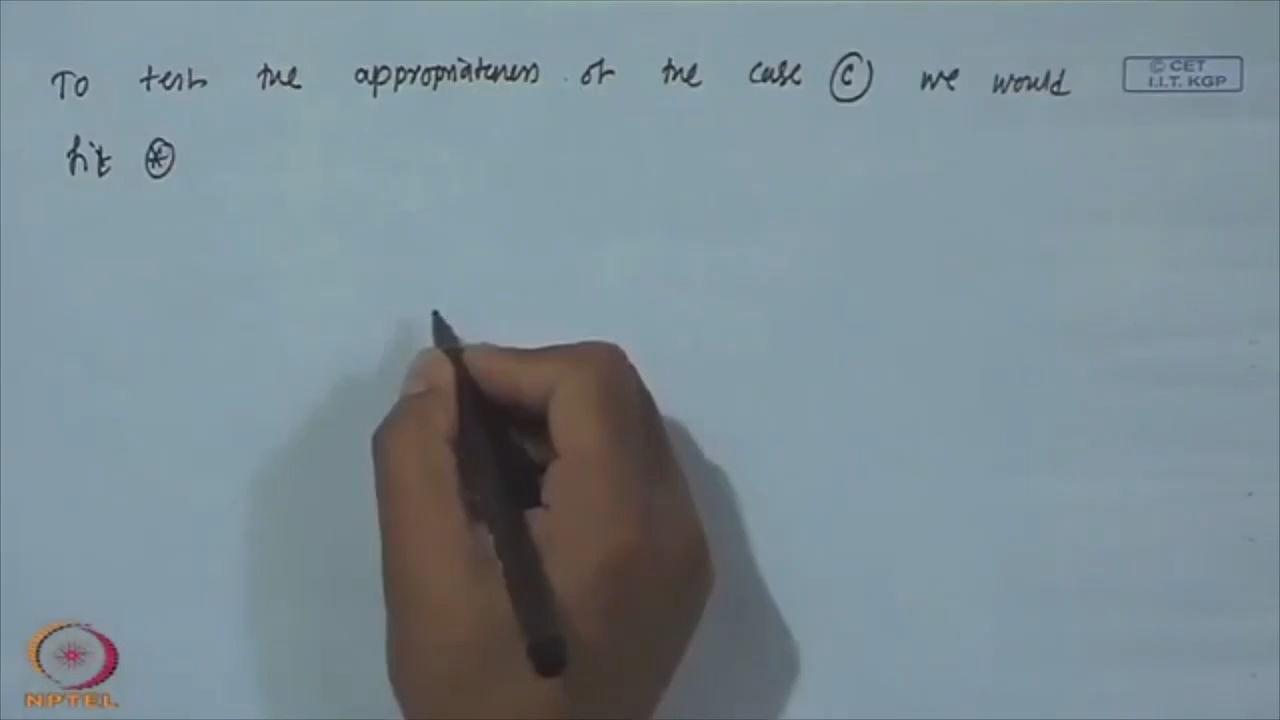 To test the appropriateness of the case Ⓒ we would
fit ⊛
© CET
I.I.T. KGP
NPTEL